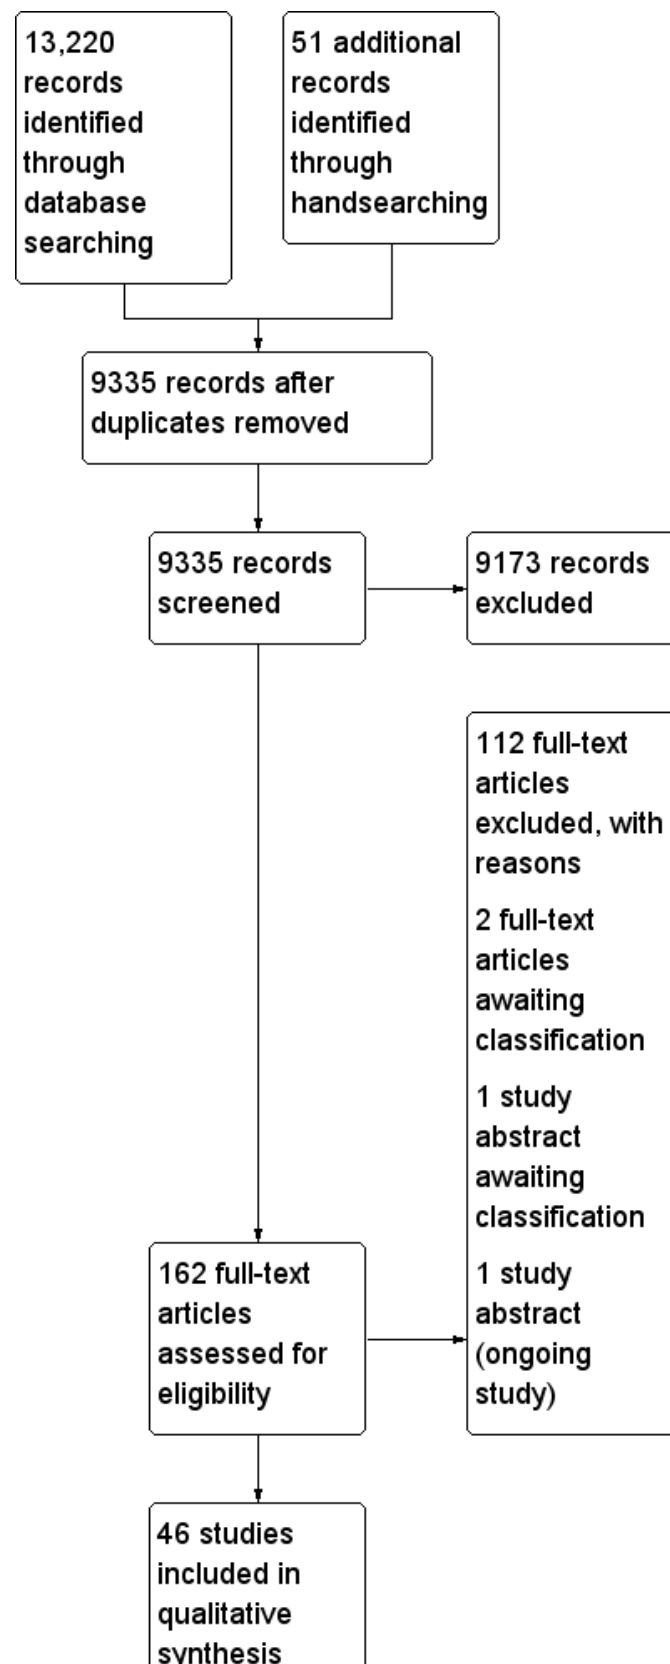 13,220
records
identified
through
database
searching
51 additional
records
identified
through
handsearching
9335 records after
duplicates removed
9335 records
screened
9173 records
excluded
112 full-text
articles
excluded, with
reasons
2 full-text
articles
awaiting
classification
1 study
abstract
awaiting
classification
1 study
abstract
(ongoing
study)
162 full-text
articles
assessed for
eligibility
46 studies
included in
qualitative
synthesis